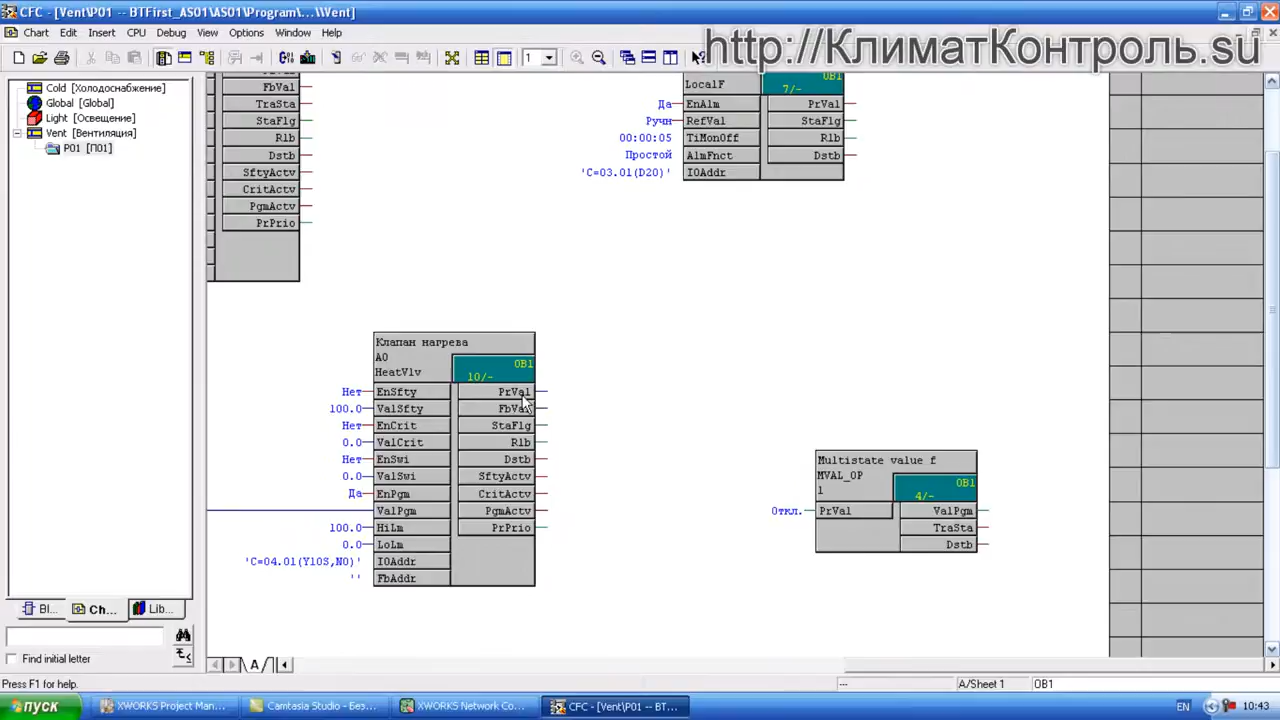 CFC - [Vent\P01 -- BTFirst_AS01\AS01\Program\...\\Vent]
Chart Edit Insert CPU Debug View Options Window Help
http://КлиматКонтроль.su
1
Cold [Холодоснабжение]
Global [Global]
Light [Освещение]
Vent [Вентиляция]
P01 [П01]
FbVal
TraSta
StaFlg
Rlb
Dstb
SftyActv
CritActv
PgmActv
PrPrio
LocalF
OB1
7/-
Да EnAlm PrVal
Ручн RefVal StaFlg
00:00:05 TiMonOff Rlb
Простой AlmFnct Dstb
'C=03.01(D20)' IOAddr
Клапан нагрева
AO
HeatVlv
OB1
10/-
Нет EnSfty PrVal
100.0 ValSfty FbVal
Нет EnCrit StaFlg
0.0 ValCrit Rlb
Нет EnSwi Dstb
0.0 ValSwi SftyActv
Да EnPgm CritActv
ValPgm PgmActv
100.0 HiLm PrPrio
0.0 LoLm
'C=04.01(Y10S,N0)' IOAddr
'' FbAddr
Multistate value f
MVAL_OP
1
OB1
4/-
Откл. PrVal ValPgm
TraSta
Dstb
Bl... Ch... Lib...
Find initial letter
A
Press F1 for help.
--- A/Sheet 1 OB1
пуск XWORKS Project Man... Camtasia Studio - Без... XWORKS Network Co... CFC - [Vent\P01 -- BT... EN 10:43